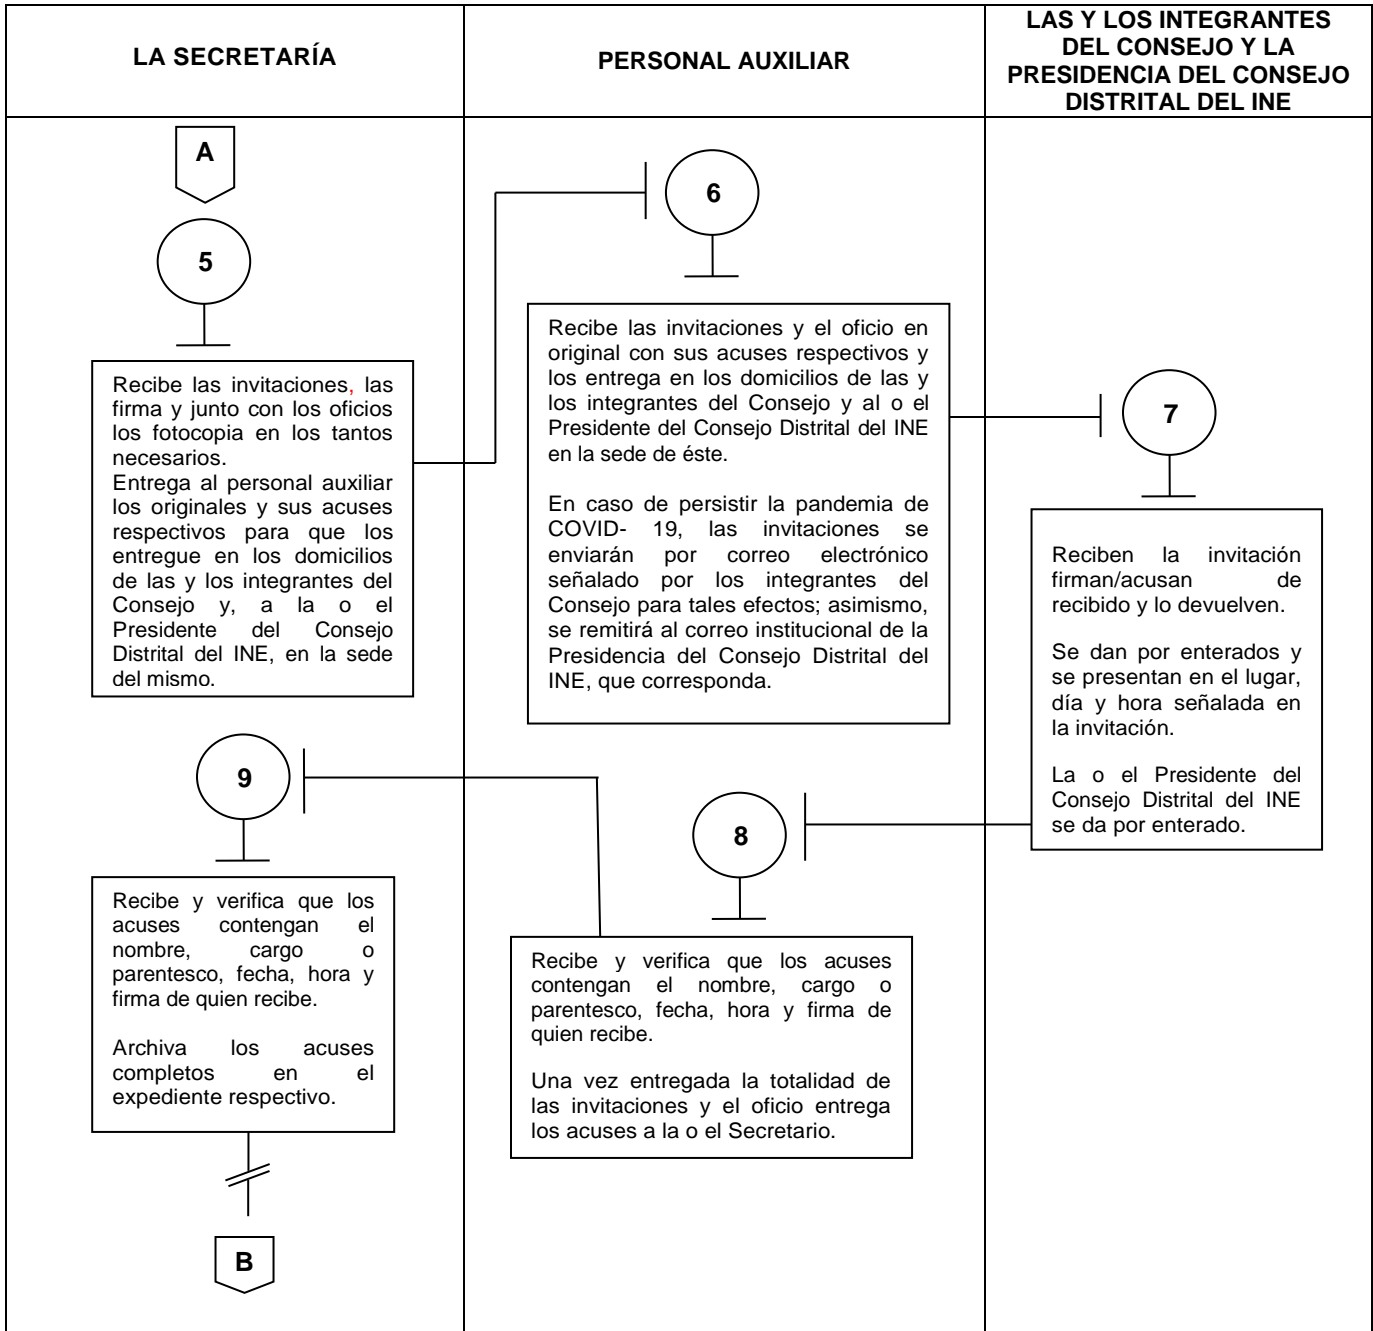 LA SECRETARÍA
PERSONAL AUXILIAR
LAS Y LOS INTEGRANTES
DEL CONSEJO Y LA
PRESIDENCIA DEL CONSEJO
DISTRITAL DEL INE
A
5
Recibe las invitaciones, las
firma y junto con los oficios
los fotocopia en los tantos
necesarios.
Entrega al personal auxiliar
los originales y sus acuses
respectivos para que los
entregue en los domicilios
de las y los integrantes del
Consejo y, a la o el
Presidente del Consejo
Distrital del INE, en la sede
del mismo.
6
Recibe las invitaciones y el oficio en
original con sus acuses respectivos y
los entrega en los domicilios de las y
los integrantes del Consejo y al o el
Presidente del Consejo Distrital del INE
en la sede de éste.
En caso de persistir la pandemia de
COVID- 19, las invitaciones se
enviarán por correo electrónico
señalado por los integrantes del
Consejo para tales efectos; asimismo,
se remitirá al correo institucional de la
Presidencia del Consejo Distrital del
INE, que corresponda.
7
Reciben la invitación
firman/acusan de
recibido y lo devuelven.
Se dan por enterados y
se presentan en el lugar,
día y hora señalada en
la invitación.
La o el Presidente del
Consejo Distrital del INE
se da por enterado.
8
Recibe y verifica que los acuses
contengan el nombre, cargo o
parentesco, fecha, hora y firma de
quien recibe.
Una vez entregada la totalidad de
las invitaciones y el oficio entrega
los acuses a la o el Secretario.
9
Recibe y verifica que los
acuses contengan el
nombre, cargo o
parentesco, fecha, hora y
firma de quien recibe.
Archiva los acuses
completos en el
expediente respectivo.
B